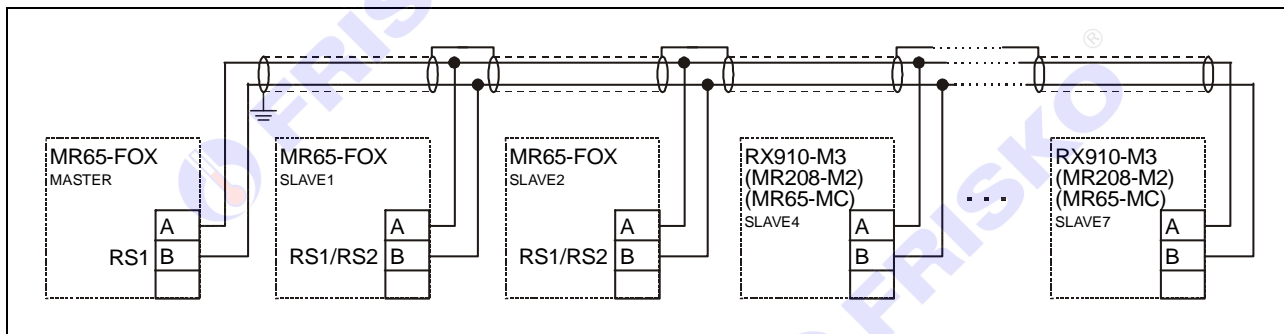 FRISKO
FRISKO ®
MR65-FOX
MASTER
A
RS1 B
MR65-FOX
SLAVE1
A
RS1/RS2 B
MR65-FOX
SLAVE2
A
RS1/RS2 B
RX910-M3
(MR208-M2)
(MR65-MC)
SLAVE4
A
B
RX910-M3
(MR208-M2)
(MR65-MC)
SLAVE7
A
B